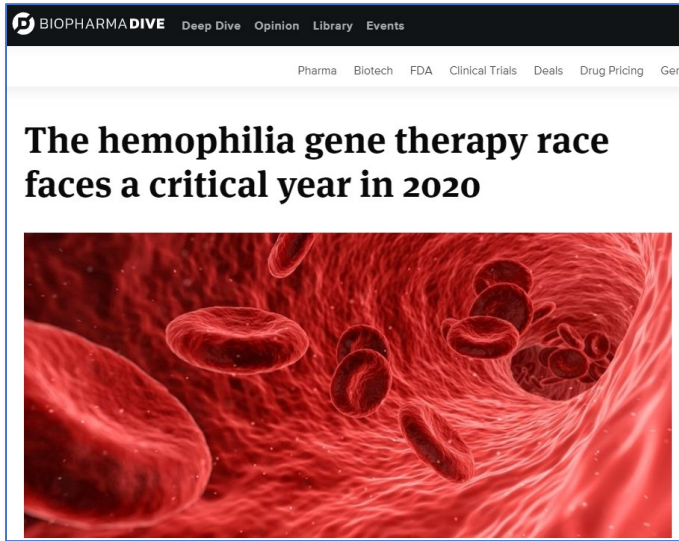 BIOPHARMADIVE Deep Dive Opinion Library Events
Pharma Biotech FDA Clinical Trials Deals Drug Pricing
The hemophilia gene therapy race
faces a critical year in 2020